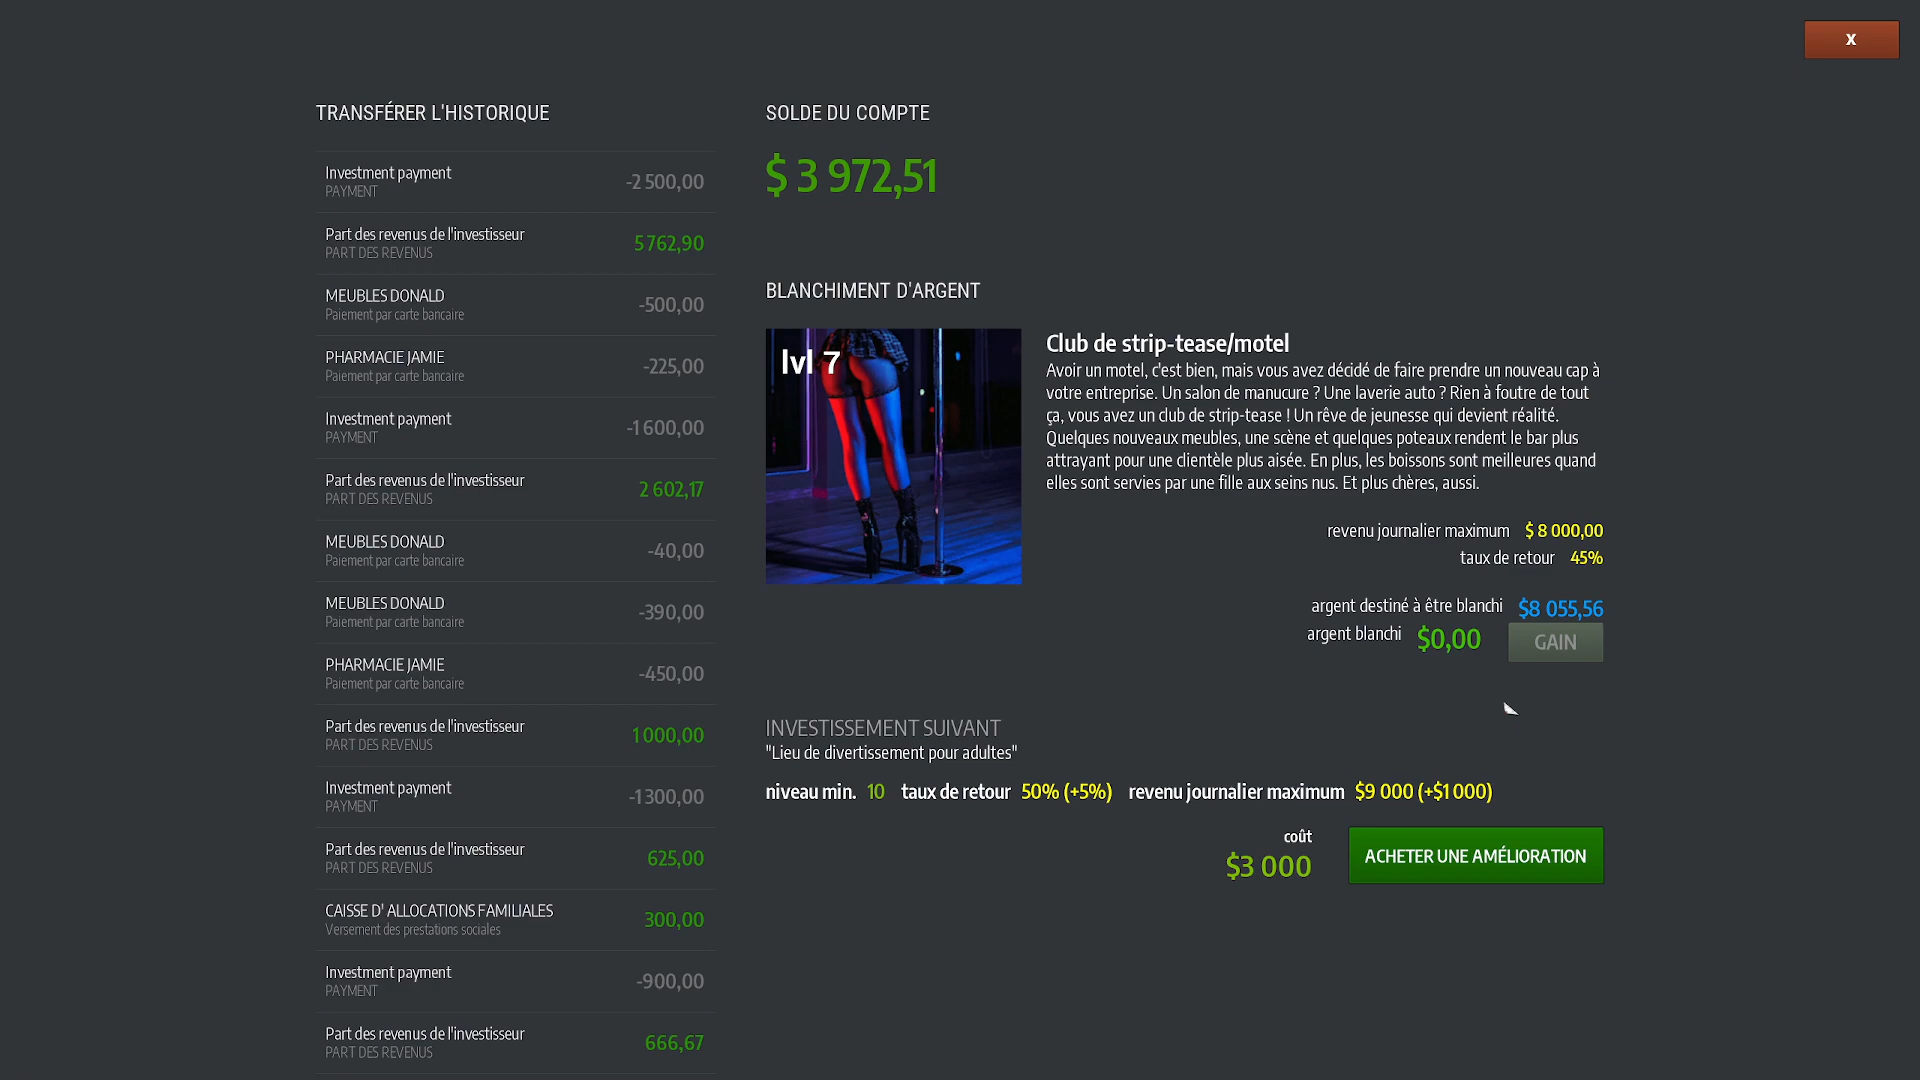 X
TRANSFÉRER L'HISTORIQUE
Investment payment
PAYMENT
-2 500,00
Part des revenus de l'investisseur
PART DES REVENUS
5 762,90
MEUBLES DONALD
Paiement par carte bancaire
-500,00
PHARMACIE JAMIE
Paiement par carte bancaire
-225,00
Investment payment
PAYMENT
-1 600,00
Part des revenus de l'investisseur
PART DES REVENUS
2 602,17
MEUBLES DONALD
Paiement par carte bancaire
-40,00
MEUBLES DONALD
Paiement par carte bancaire
-390,00
PHARMACIE JAMIE
Paiement par carte bancaire
-450,00
Part des revenus de l'investisseur
PART DES REVENUS
1 000,00
Investment payment
PAYMENT
-1 300,00
Part des revenus de l'investisseur
PART DES REVENUS
625,00
CAISSE D' ALLOCATIONS FAMILIALES
Versement des prestations sociales
300,00
Investment payment
PAYMENT
-900,00
Part des revenus de l'investisseur
PART DES REVENUS
666,67
SOLDE DU COMPTE
$ 3 972,51
BLANCHIMENT D'ARGENT
lvl 7
Club de strip-tease/motel
Avoir un motel, c'est bien, mais vous avez décidé de faire prendre un nouveau cap à
votre entreprise. Un salon de manucure ? Une laverie auto ? Rien à foutre de tout
ça, vous avez un club de strip-tease ! Un rêve de jeunesse qui devient réalité.
Quelques nouveaux meubles, une scène et quelques poteaux rendent le bar plus
attrayant pour une clientèle plus aisée. En plus, les boissons sont meilleures quand
elles sont servies par une fille aux seins nus. Et plus chères, aussi.
revenu journalier maximum $ 8 000,00
taux de retour 45%
argent destiné à être blanchi $8 055,56
argent blanchi $0,00 GAIN
INVESTISSEMENT SUIVANT
"Lieu de divertissement pour adultes"
niveau min. 10 taux de retour 50% (+5%) revenu journalier maximum $9 000 (+$1 000)
coût
$3 000
ACHETER UNE AMÉLIORATION